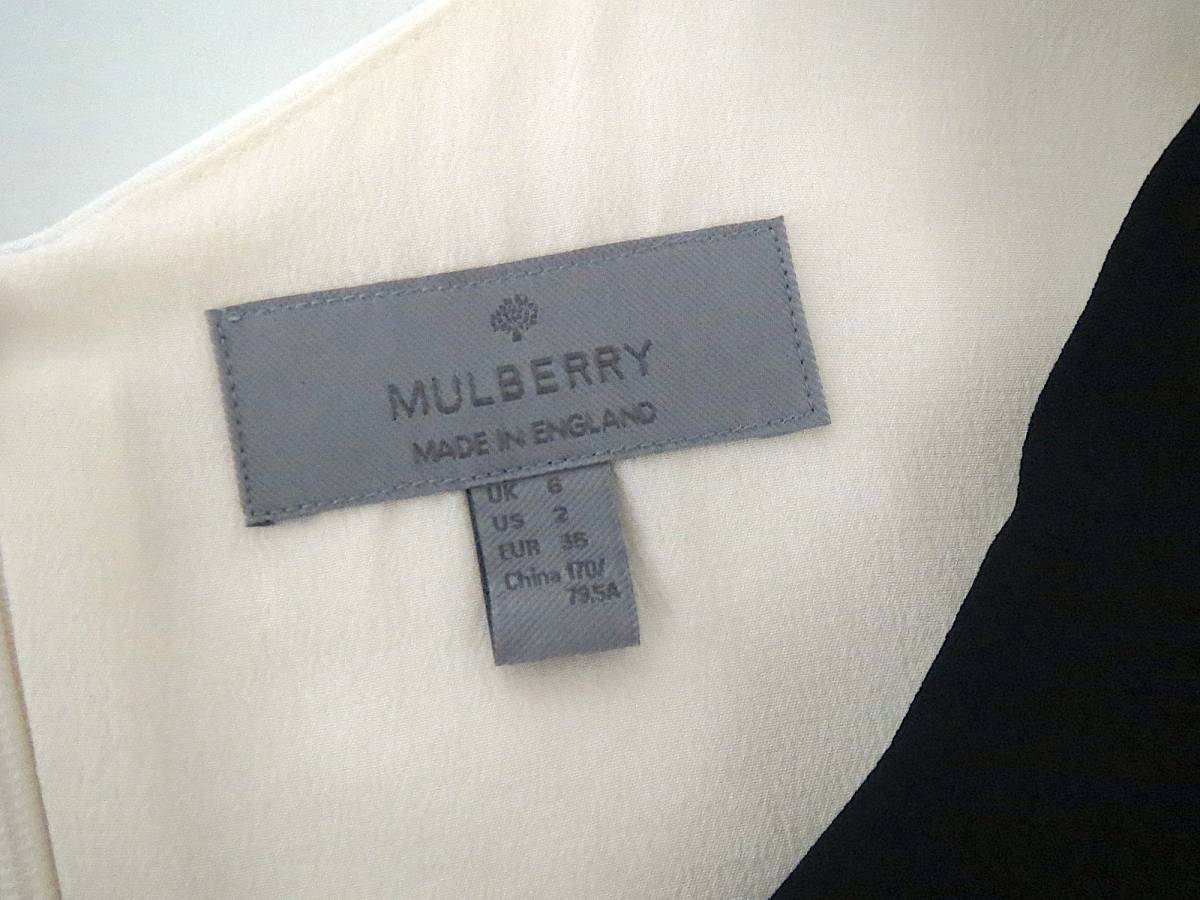 MULBERRY
MADE IN ENGLAND
UK 6
US 2
EUR 36
China 170/
79.5A